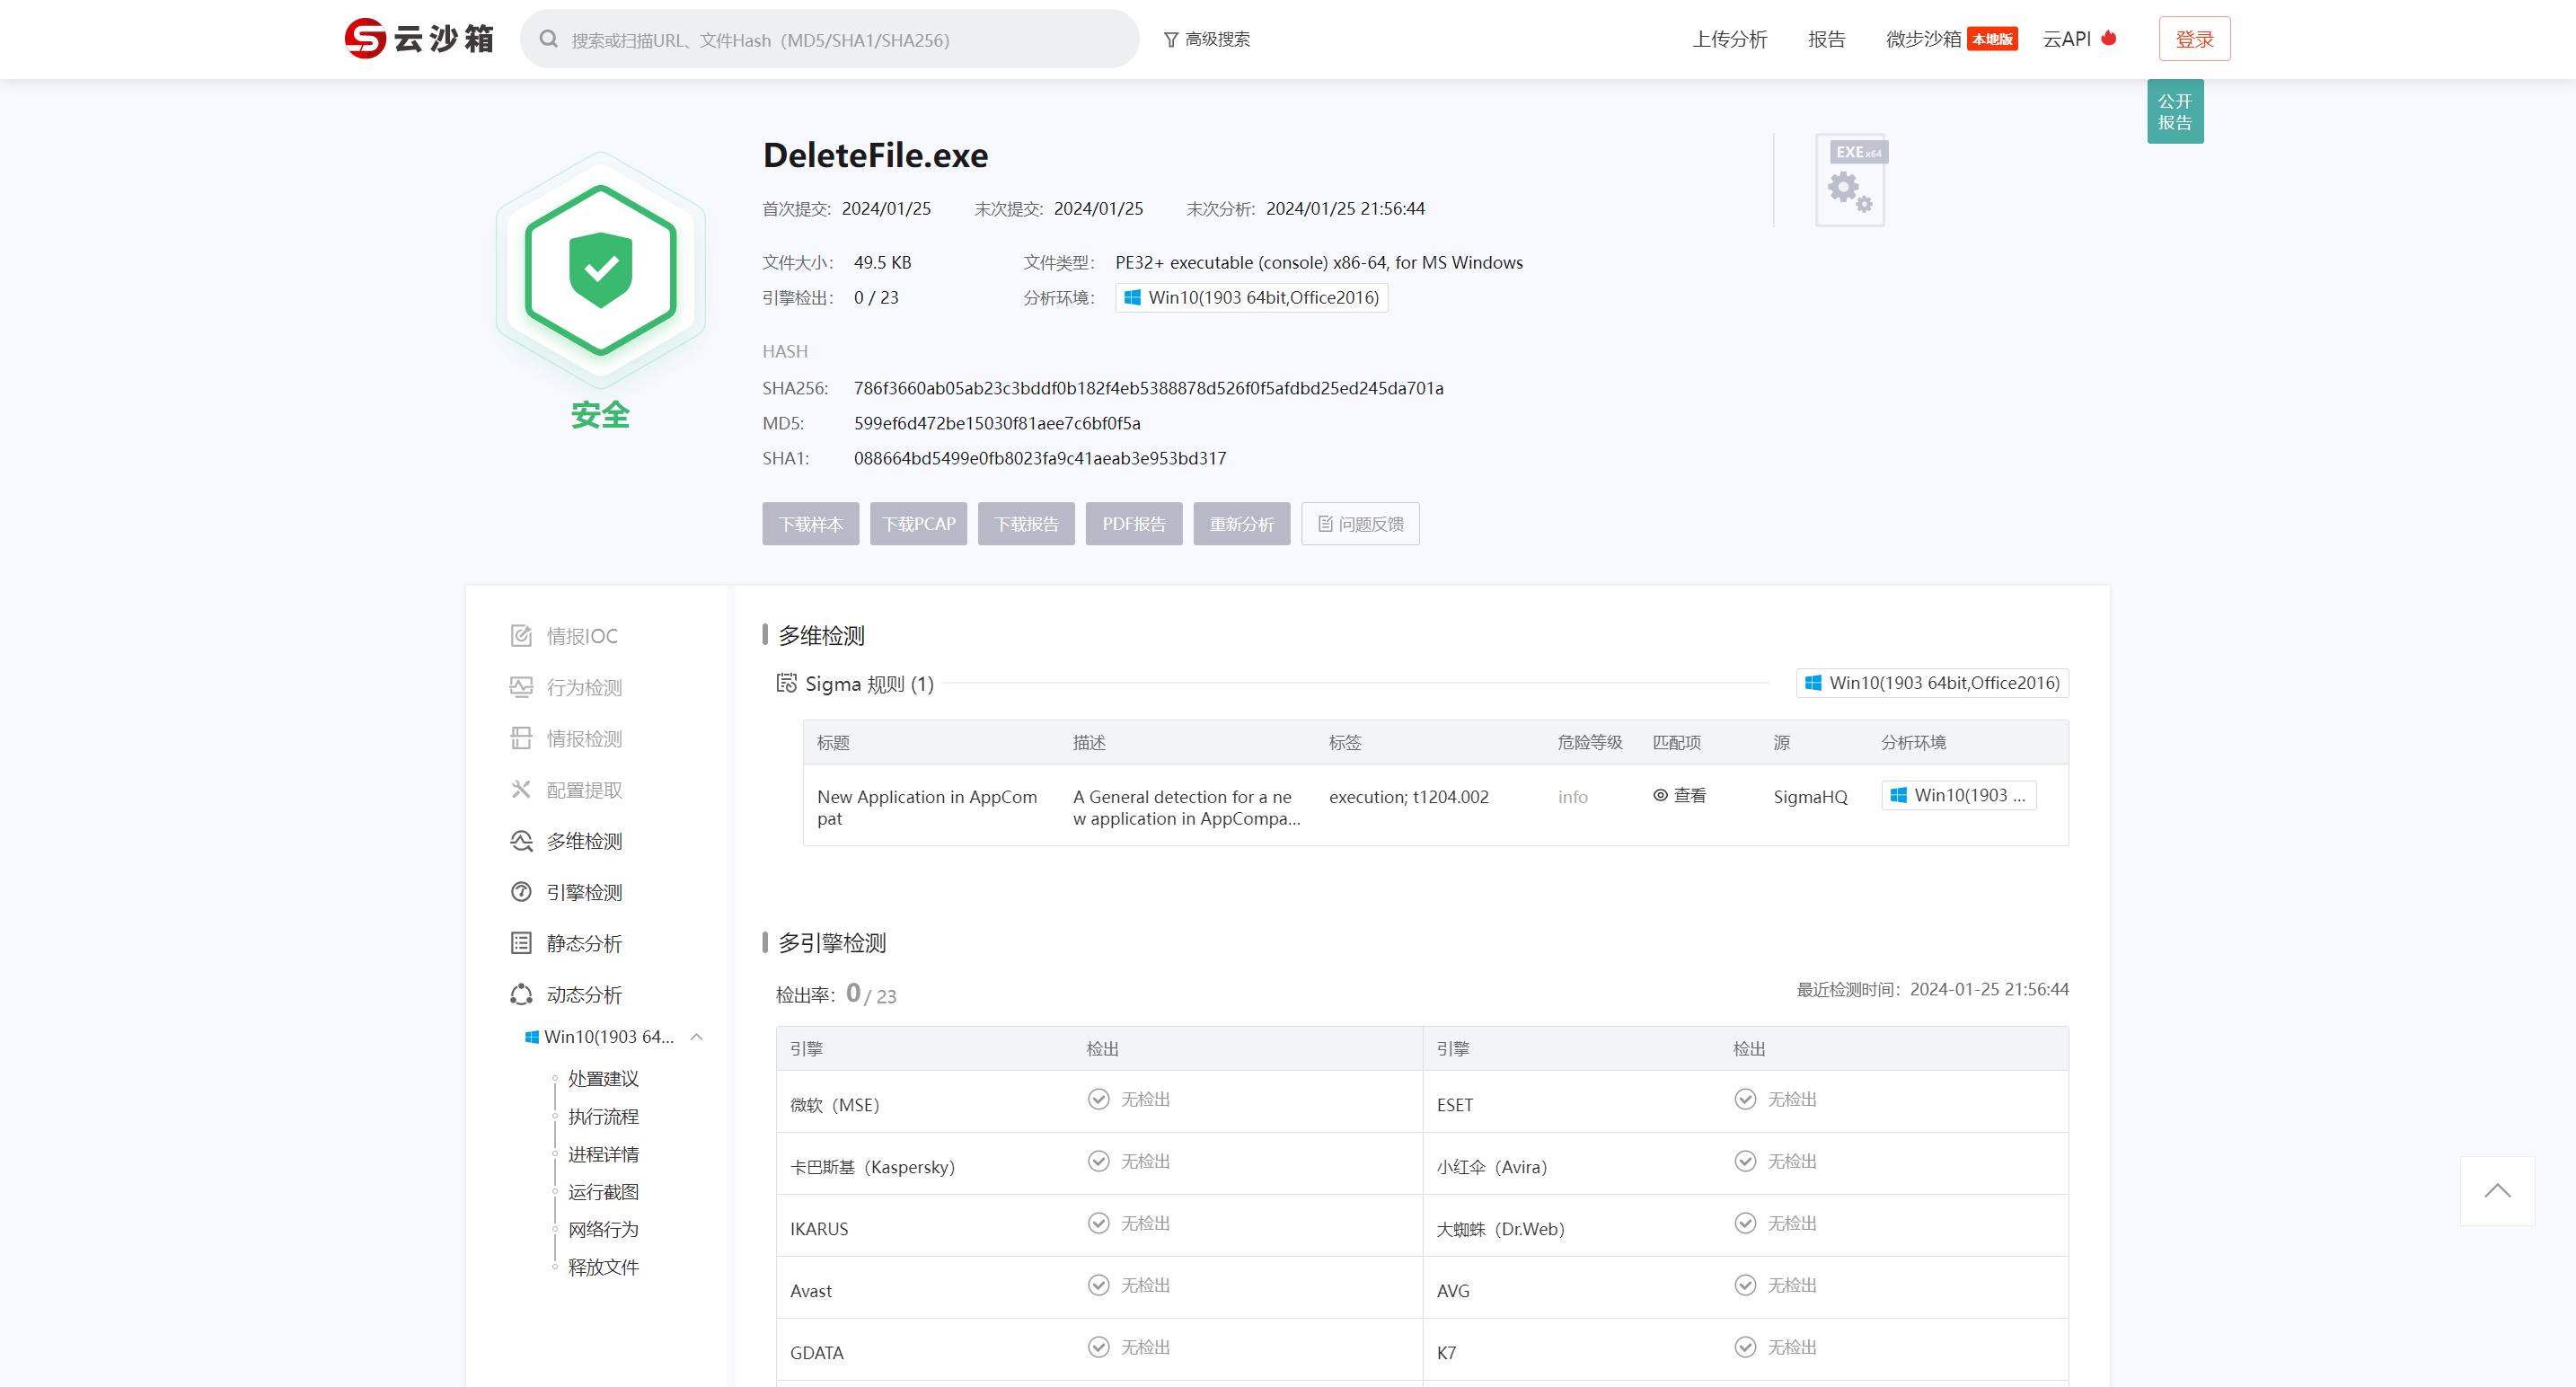 云沙箱
搜索或扫描URL、文件Hash（MD5/SHA1/SHA256）
高级搜索
上传分析
报告
微步沙箱 本地版
云API
登录
公开
报告
DeleteFile.exe
首次提交: 2024/01/25 末次提交: 2024/01/25 末次分析: 2024/01/25 21:56:44
EXE x64
文件大小: 49.5 KB 文件类型: PE32+ executable (console) x86-64, for MS Windows
引擎检出: 0 / 23 分析环境: Win10(1903 64bit,Office2016)
安全
HASH
SHA256: 786f3660ab05ab23c3bddf0b182f4eb5388878d526f0f5afdbd25ed245da701a
MD5: 599ef6d472be15030f81aee7c6bf0f5a
SHA1: 088664bd5499e0fb8023fa9c41aeab3e953bd317
下载样本 下载PCAP 下载报告 PDF报告 重新分析 问题反馈
情报IOC
行为检测
情报检测
配置提取
多维检测
引擎检测
静态分析
动态分析
Win10(1903 64...
处置建议
执行流程
进程详情
运行截图
网络行为
释放文件
多维检测
Sigma 规则 (1) Win10(1903 64bit,Office2016)
标题 描述 标签 危险等级 匹配项 源 分析环境
New Application in AppCom A General detection for a ne execution; t1204.002 info 查看 SigmaHQ Win10(1903 ...
pat w application in AppCompa...
多引擎检测
检出率: 0 / 23 最近检测时间: 2024-01-25 21:56:44
引擎 检出 引擎 检出
微软（MSE） 无检出 ESET 无检出
卡巴斯基（Kaspersky） 无检出 小红伞（Avira） 无检出
IKARUS 无检出 大蜘蛛（Dr.Web） 无检出
Avast 无检出 AVG 无检出
GDATA 无检出 K7 无检出